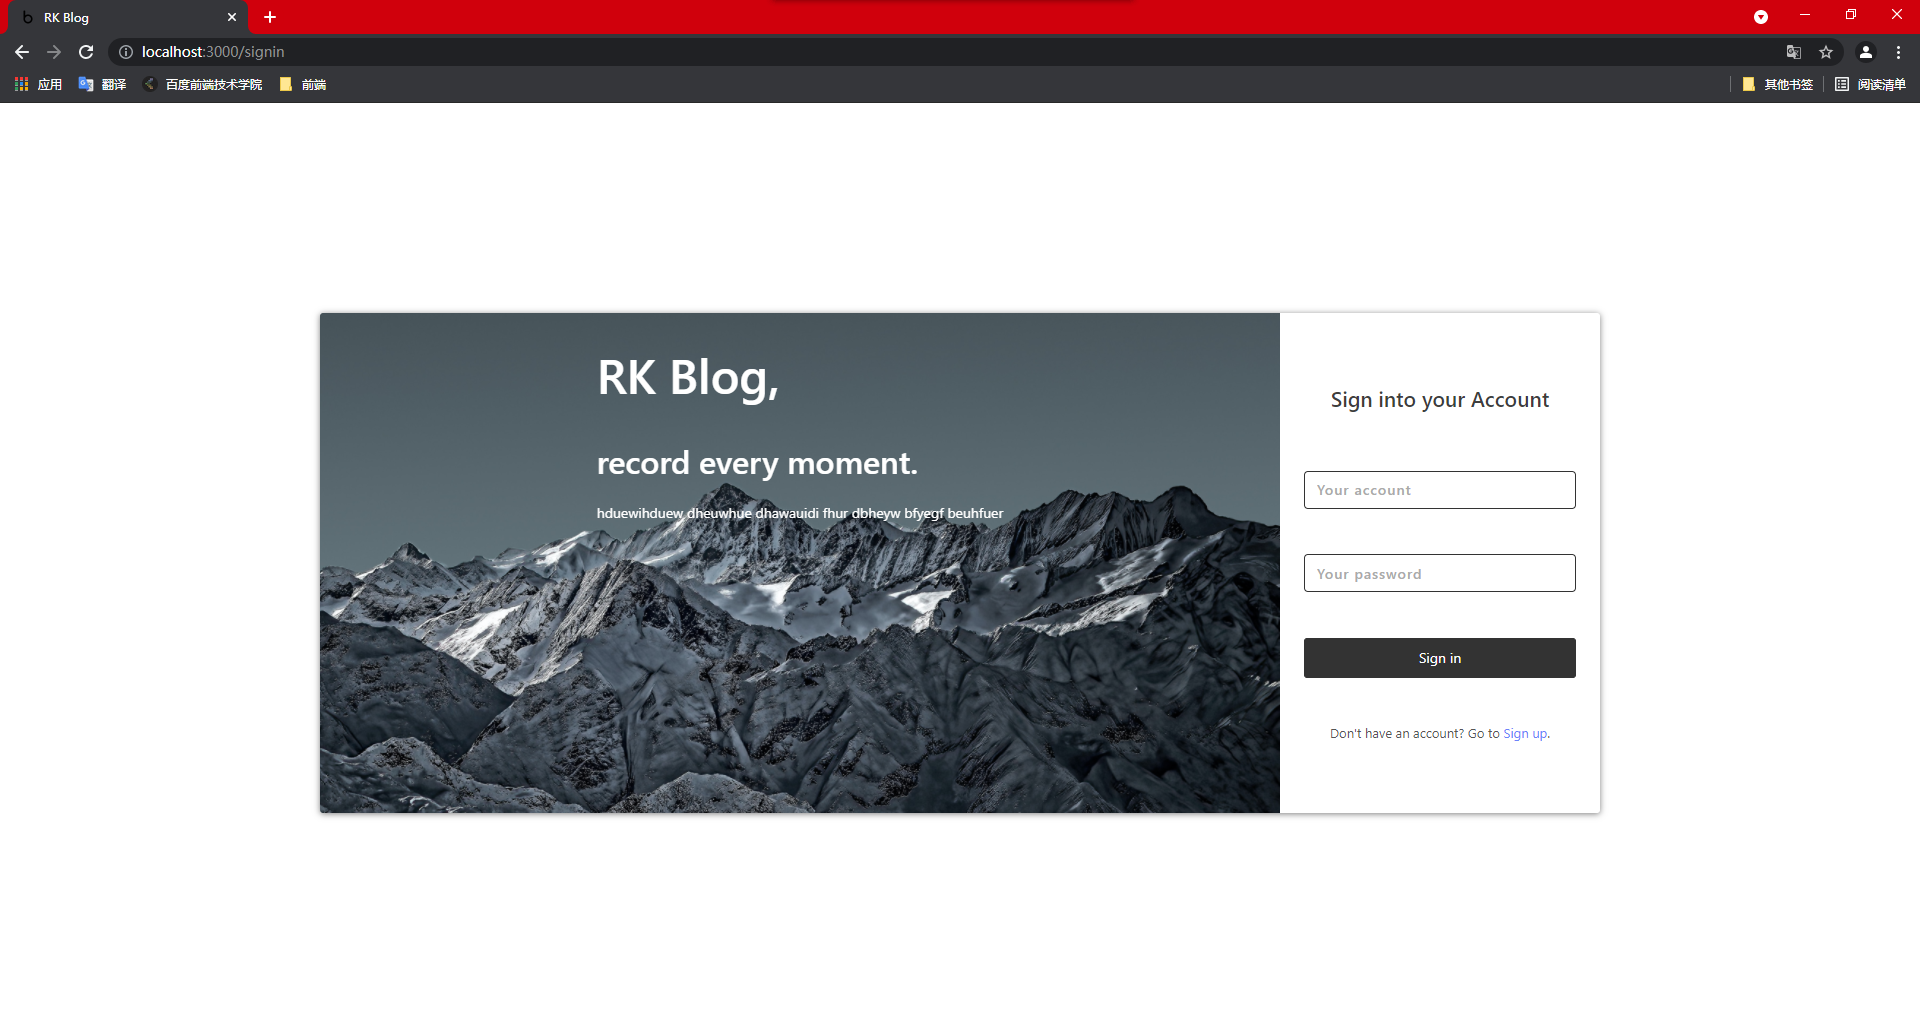 RK Blog
localhost:3000/signin
应用
翻译
百度前端技术学院
前端
其他书签
阅读清单
RK Blog,
record every moment.
hduewihduew dheuwhue dhawauidi fhur dbheyw bfyegf beuhfuer
Sign into your Account
Your account
Your password
Sign in
Don't have an account? Go to Sign up.